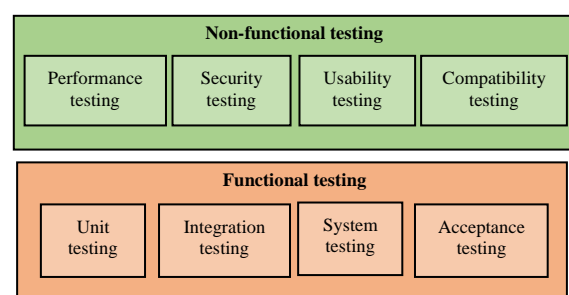 Non-functional testing
Performance
testing
Security
testing
Usability
testing
Compatibility
testing
Functional testing
Unit
testing
Integration
testing
System
testing
Acceptance
testing